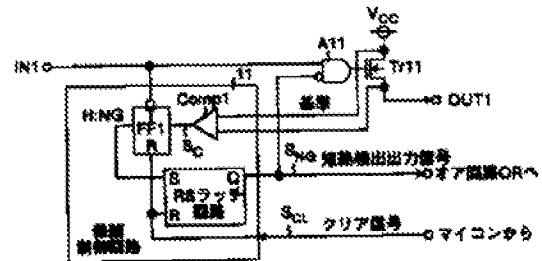 VCC
A11
IN1
Tr11
11
Comp1
基準
OUT1
H:NG
FF1
R
SC
SNG 短絡検出出力信号
S Q
RSラッチ
回路
オア回路ORへ
R
SCL クリア信号
制御回路
マイコンから